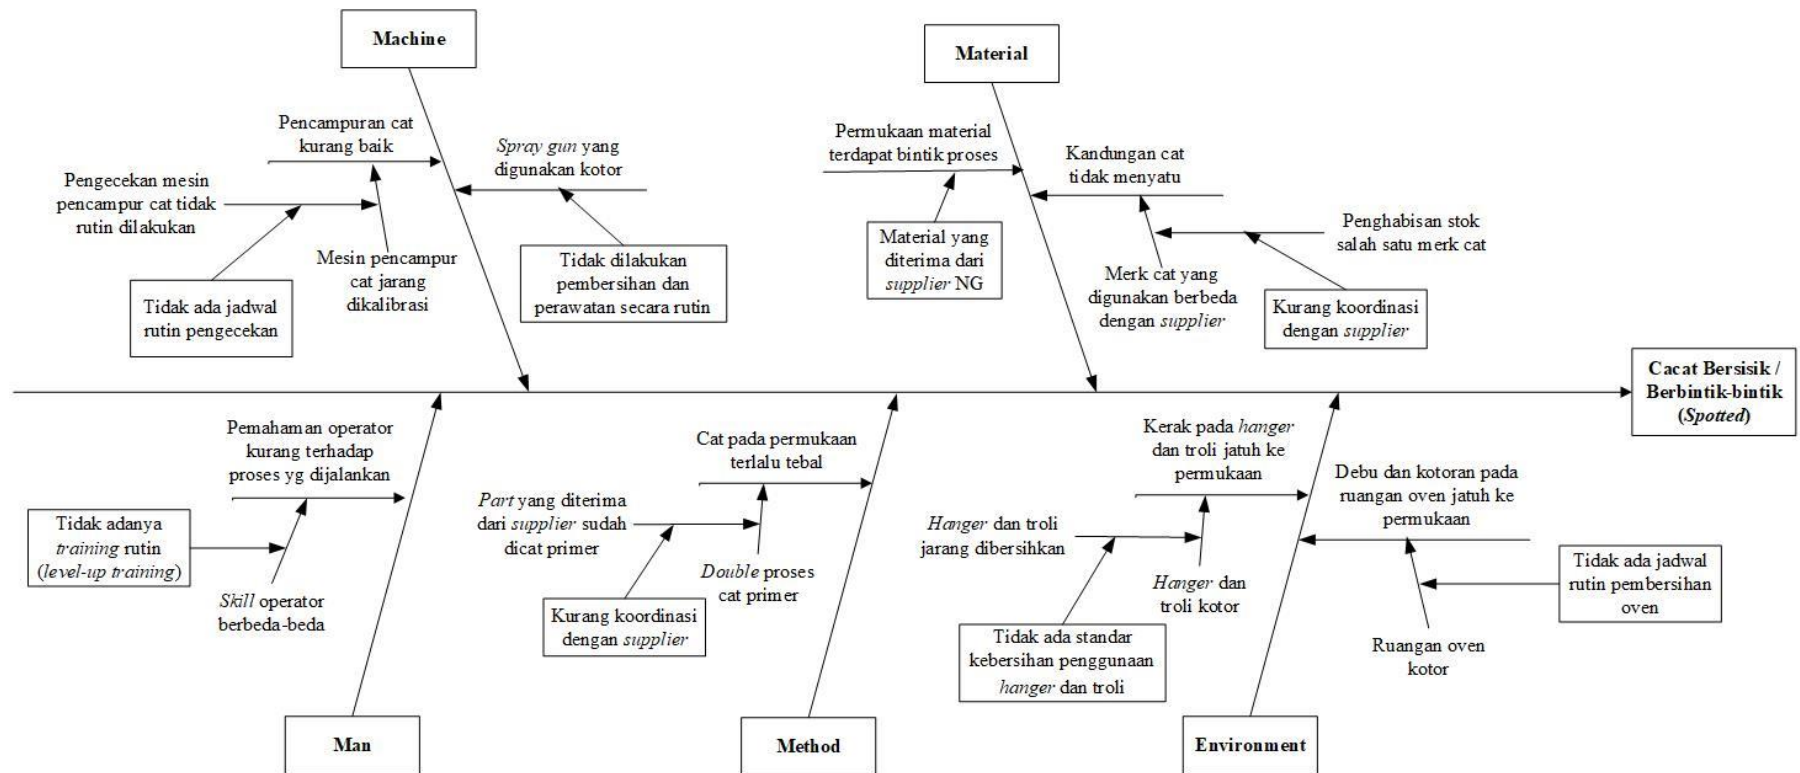 Machine
Material
Pencampuran cat
kurang baik
Spray gun yang
digunakan kotor
Pengecekan mesin
pencampur cat tidak
rutin dilakukan
Mesin pencampur
cat jarang
dikalibrasi
Tidak ada jadwal
rutin pengecekan
Tidak dilakukan
pembersihan dan
perawatan secara rutin
Permukaan material
terdapat bintik proses
Kandungan cat
tidak menyatu
Material yang
diterima dari
supplier NG
Merk cat yang
digunakan berbeda
dengan supplier
Penghabisan stok
salah satu merk cat
Kurang koordinasi
dengan supplier
Cacat Bersisik /
Berbintik-bintik
(Spotted)
Pemahaman operator
kurang terhadap
proses yg dijalankan
Tidak adanya
training rutin
(level-up training)
Skill operator
berbeda-beda
Cat pada permukaan
terlalu tebal
Part yang diterima
dari supplier sudah
dicat primer
Double proses
cat primer
Kurang koordinasi
dengan supplier
Kerak pada hanger
dan troli jatuh ke
permukaan
Hanger dan troli
jarang dibersihkan
Hanger dan
troli kotor
Tidak ada standar
kebersihan penggunaan
hanger dan troli
Debu dan kotoran pada
ruangan oven jatuh ke
permukaan
Tidak ada jadwal
rutin pembersihan
oven
Ruangan oven
kotor
Man
Method
Environment